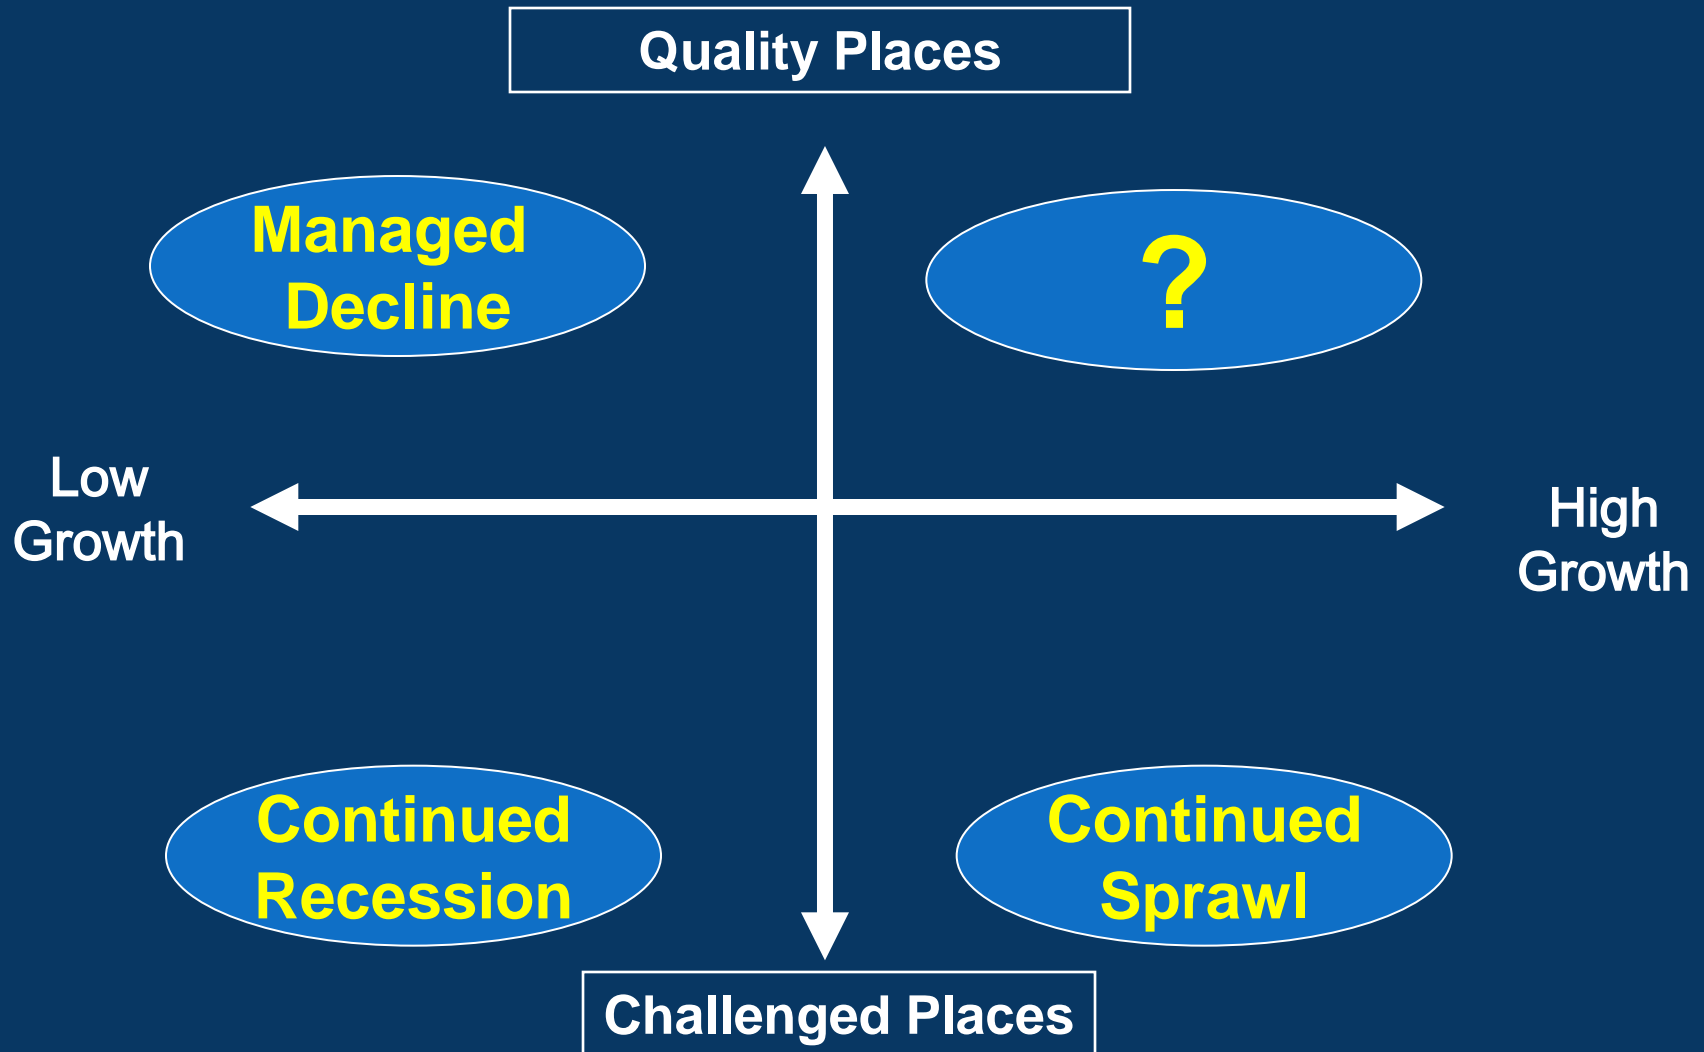 Quality Places
Managed
Decline
?
Low
Growth
High
Growth
Continued
Recession
Continued
Sprawl
Challenged Places